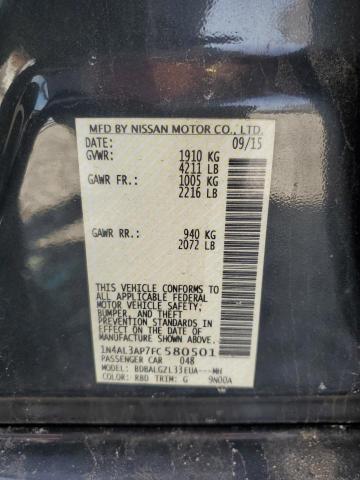 MFD BY NISSAN MOTOR CO., LTD.
DATE: 09/15
GVWR: 1910 KG
4211 LB
GAWR FR: 1005 KG
2216 LB
GAWR RR: 940 KG
2072 LB
THIS VEHICLE CONFORMS TO
ALL APPLICABLE FEDERAL
MOTOR VEHICLE SAFETY,
BUMPER, AND THEFT
PREVENTION STANDARDS IN
EFFECT ON THE DATE OF
MANUFACTURE SHOWN ABOVE.
1N4AL3AP7FC580501
PASSENGER CAR 048
MODEL: BDBALGZL33EUA---MH
COLOR: RBD TRIM: G 9N00A